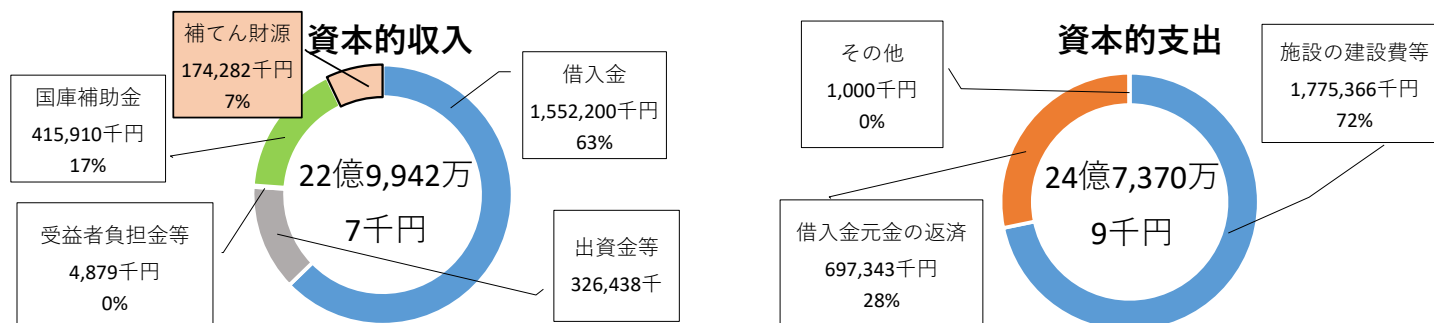 資本的収入
補てん財源
174,282千円
7%
借入金
1,552,200千円
63%
国庫補助金
415,910千円
17%
22億9,942万
7千円
受益者負担金等
4,879千円
0%
出資金等
326,438千
資本的支出
その他
1,000千円
0%
施設の建設費等
1,775,366千円
72%
24億7,370万
9千円
借入金元金の返済
697,343千円
28%